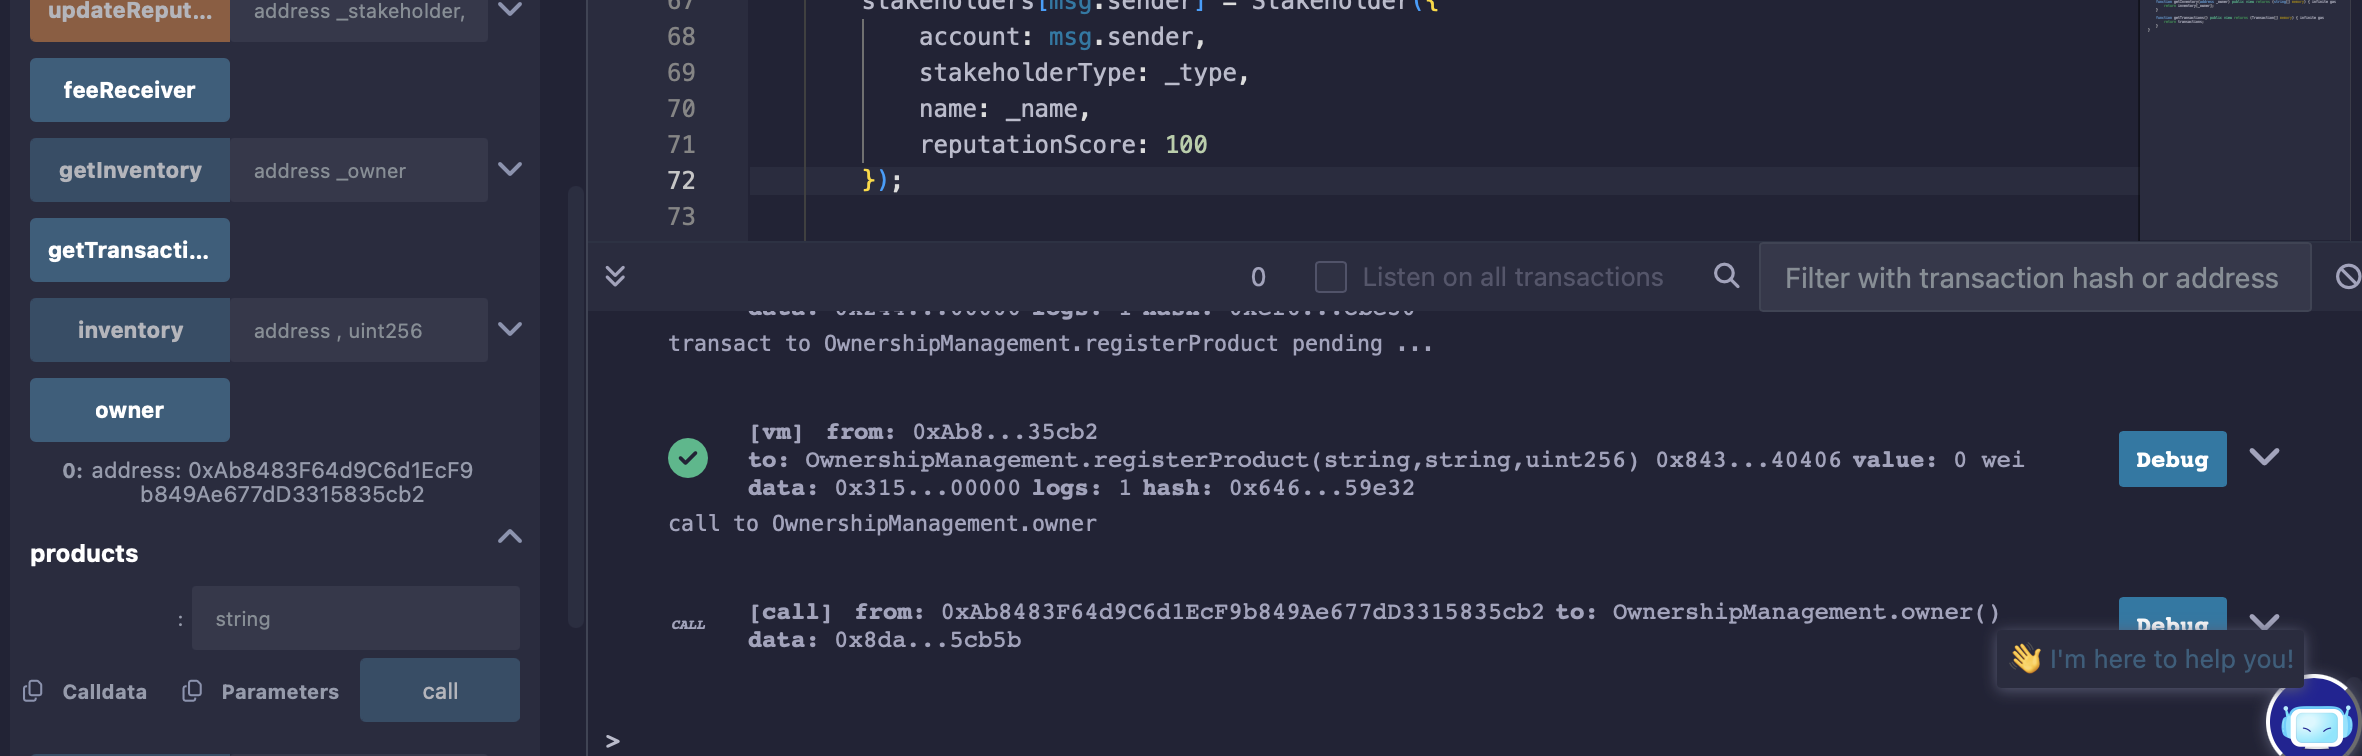 updateReput...
address _stakeholder,
feeReceiver
getInventory
address _owner
getTransacti...
inventory
address , uint256
owner
0: address: 0xAb8483F64d9C6d1EcF9
b849Ae677dD3315835cb2
products
: string
Calldata
Parameters
call
67 stakeholders[msg.sender] = Stakeholder({
68 account: msg.sender,
69 stakeholderType: _type,
70 name: _name,
71 reputationScore: 100
72 });
73
0
Listen on all transactions
Filter with transaction hash or address
transact to OwnershipManagement.registerProduct pending ...
[vm] from: 0xAb8...35cb2
to: OwnershipManagement.registerProduct(string,string,uint256) 0x843...40406 value: 0 wei
data: 0x315...00000 logs: 1 hash: 0x646...59e32
Debug
call to OwnershipManagement.owner
CALL
[call] from: 0xAb8483F64d9C6d1EcF9b849Ae677dD3315835cb2 to: OwnershipManagement.owner()
data: 0x8da...5cb5b
Debug
👋 I'm here to help you!
>